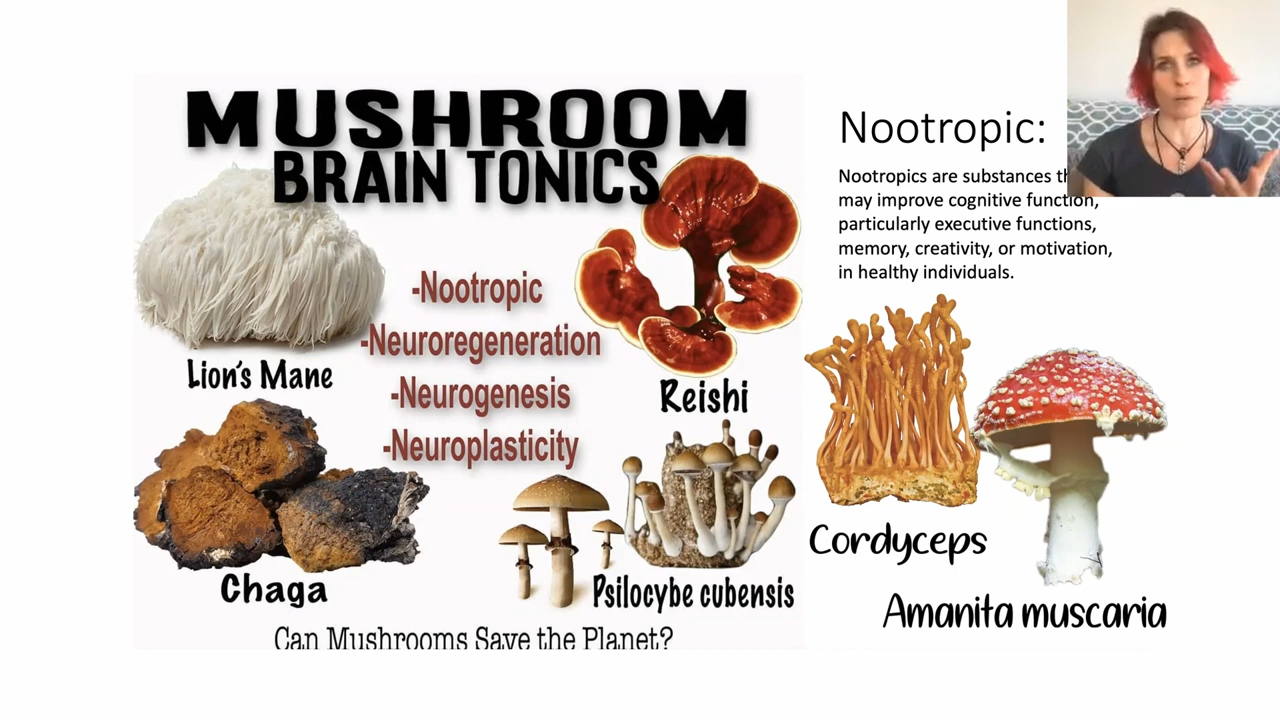 MUSHROOM
BRAIN TONICS
-Nootropic
-Neuroregeneration
-Neurogenesis
-Neuroplasticity
Lion's Mane
Reishi
Chaga
Psilocybe cubensis
Can Mushrooms Save the Planet?
Nootropic:
Nootropics are substances
may improve cognitive function,
particularly executive functions,
memory, creativity, or motivation,
in healthy individuals.
Cordyceps
Amanita muscaria